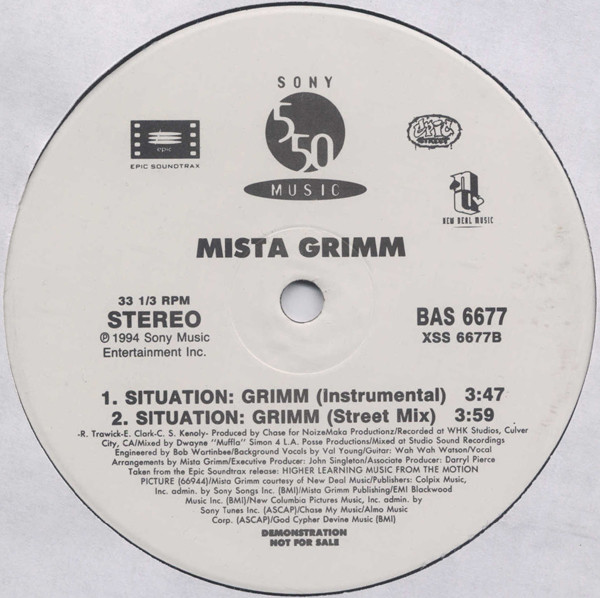 SONY
550
MUSIC
epic
EPIC SOUNDTRAX
EPIC
STREET
NEW DEAL MUSIC
MISTA GRIMM
33 1/3 RPM
STEREO
℗ 1994 Sony Music
Entertainment Inc.
BAS 6677
XSS 6677B
1. SITUATION: GRIMM (Instrumental) 3:47
2. SITUATION: GRIMM (Street Mix) 3:59
-R. Trawick-E. Clark-C. S. Kenoly- Produced by Chase for NoizeMaka Productionz/Recorded at WHK Studios, Culver
City, CA/Mixed by Dwayne "Muffla" Simon 4 L.A. Posse Productions/Mixed at Studio Sound Recordings
Engineered by Bob Wartinbee/Background Vocals by Val Young/Guitar: Wah Wah Watson/Vocal
Arrangements by Mista Grimm/Executive Producer: John Singleton/Associate Producer: Darryl Pierce
Taken from the Epic Soundtrax release: HIGHER LEARNING MUSIC FROM THE MOTION
PICTURE (66944)/Mista Grimm courtesy of New Deal Music/Publishers: Colpix Music,
Inc. admin. by Sony Songs Inc. (BMI)/Mista Grimm Publishing/EMI Blackwood
Music Inc. (BMI)/New Columbia Pictures Music Inc. admin. by
Sony Tunes Inc. (ASCAP)/Chase My Music/Almo Music
Corp. (ASCAP)/God Cypher Devine Music (BMI)
DEMONSTRATION
NOT FOR SALE